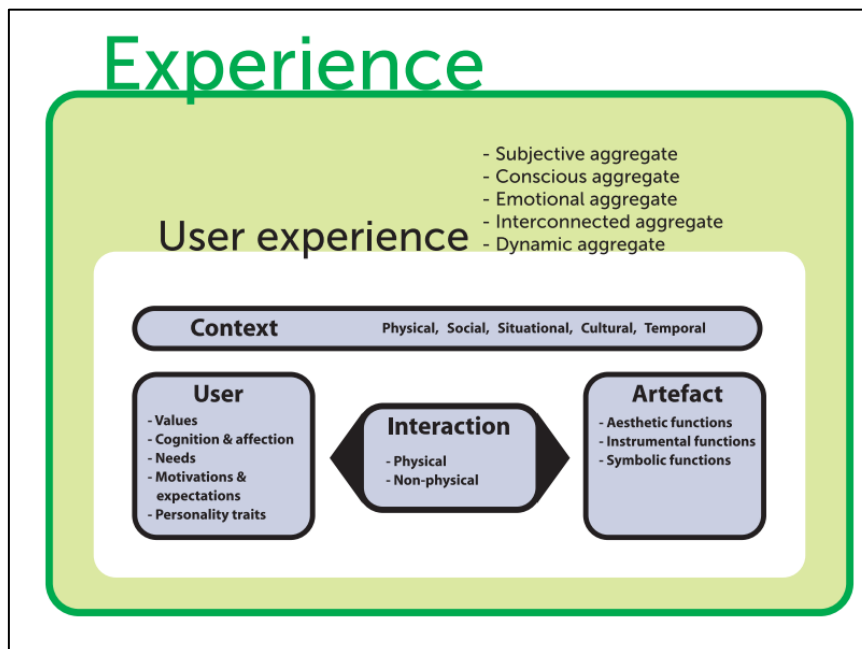 Experience
- Subjective aggregate
- Conscious aggregate
- Emotional aggregate
- Interconnected aggregate
- Dynamic aggregate
User experience
Context
Physical, Social, Situational, Cultural, Temporal
User
- Values
- Cognition & affection
- Needs
- Motivations &
expectations
- Personality traits
Interaction
- Physical
- Non-physical
Artefact
- Aesthetic functions
- Instrumental functions
- Symbolic functions